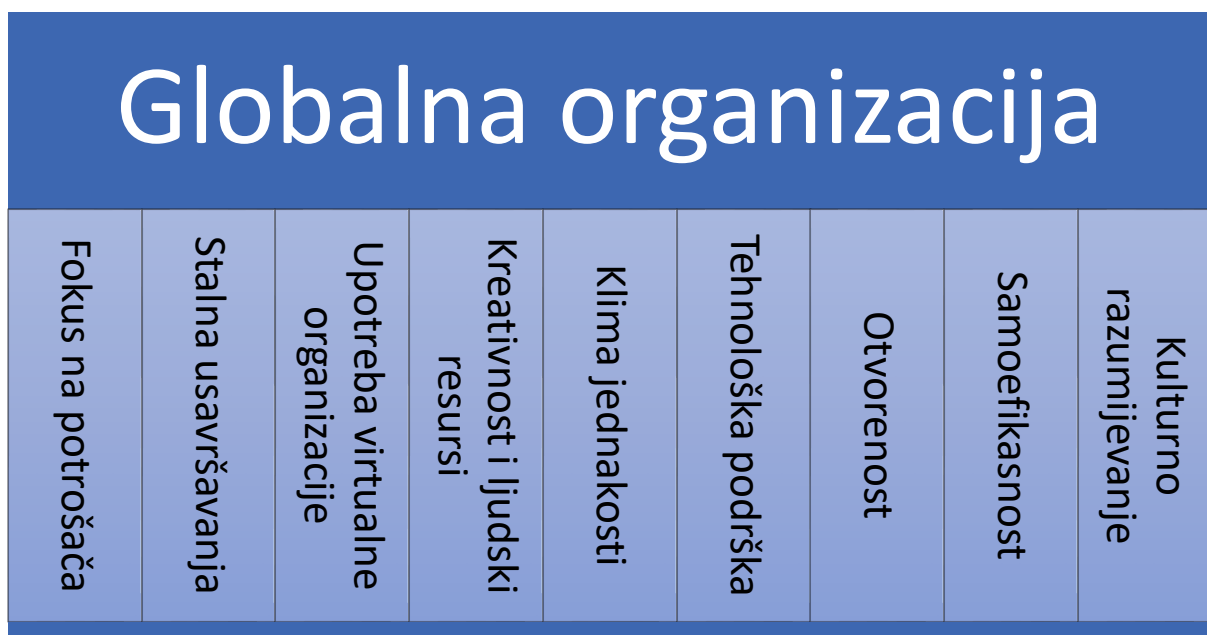 Globalna organizacija
Fokus na potrošača
Stalna usavršavanja
Upotreba virtualne
organizacije
Kreativnost i ljudski
resursi
Klima jednakosti
Tehnološka podrška
Otvorenost
Samoefikasnost
Kulturno
razumijevanje